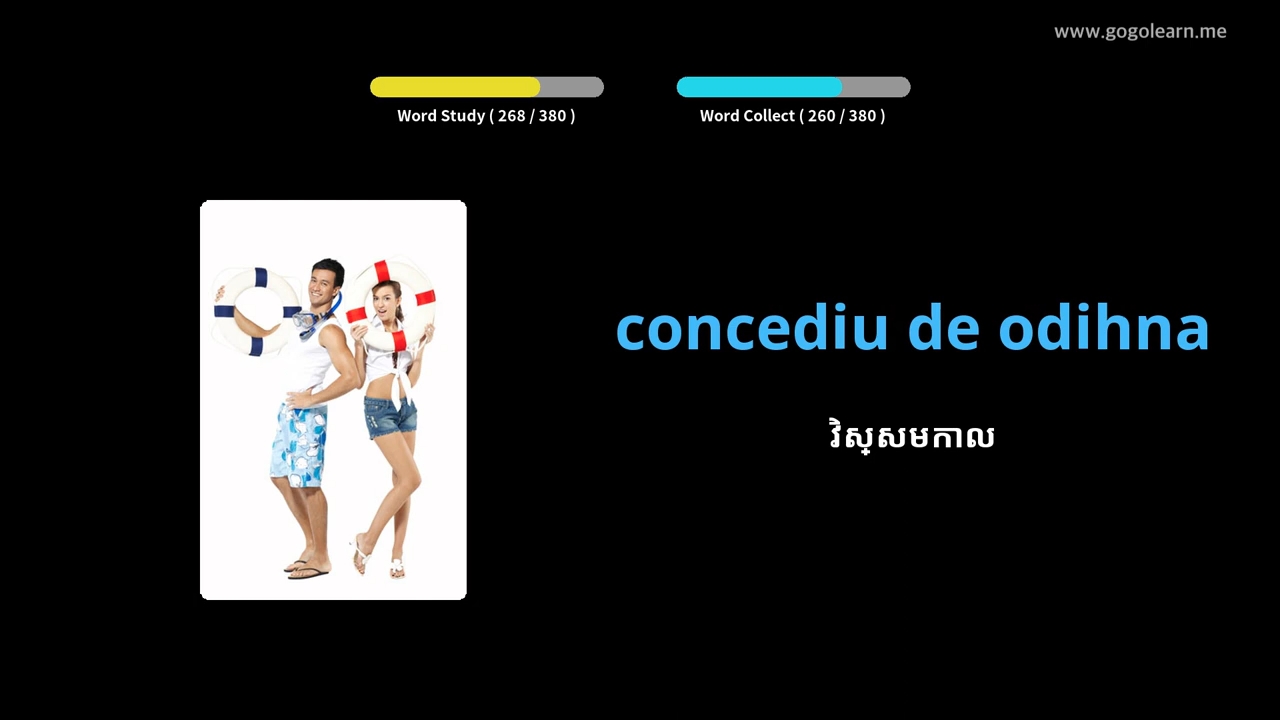 www.gogolearn.me
Word Study ( 268 / 380 )
Word Collect ( 260 / 380 )
concediu de odihna
វិស្សមកាល